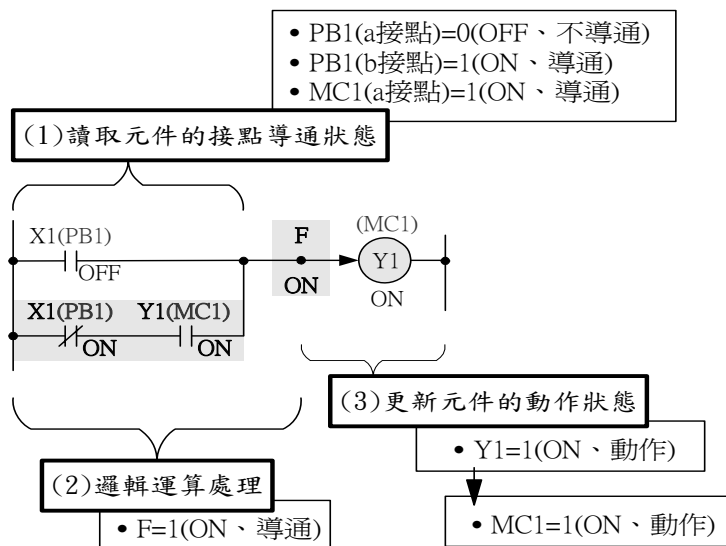 • PB1(a接點)=0(OFF、不導通)
• PB1(b接點)=1(ON、導通)
• MC1(a接點)=1(ON、導通)
(1)讀取元件的接點導通狀態
X1(PB1)
OFF
F
ON
(MC1)
Y1
ON
X1(PB1) Y1(MC1)
ON ON
(3)更新元件的動作狀態
• Y1=1(ON、動作)
• MC1=1(ON、動作)
(2)邏輯運算處理
• F=1(ON、導通)